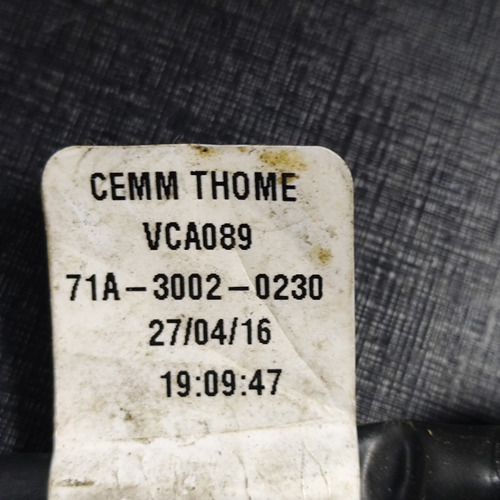 CEMM THOME
VCA089
71A-3002-0230
27/04/16
19:09:47